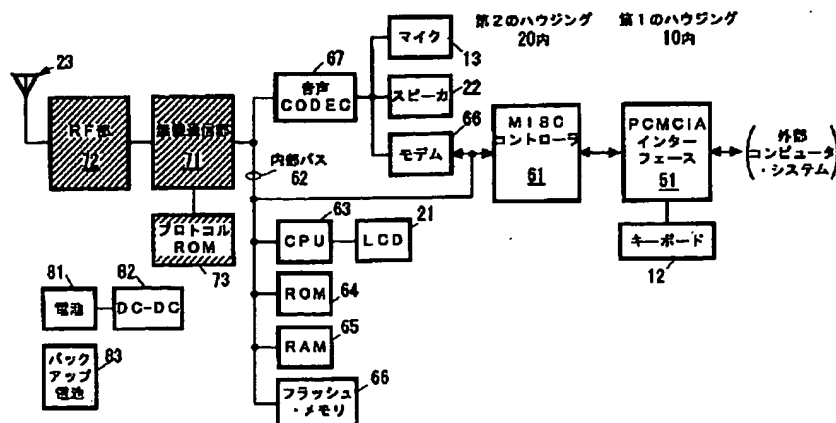 第2のハウジング
20内
第1のハウジング
10内
23
RF部
72
無線通信部
71
プロトコル
ROM
73
67
音声
CODEC
マイク
13
スピーカ
22
66
モデム
内部バス
62
MISC
コントローラ
61
PCMCIA
インター
フェース
51
外部
コンピュータ
・システム
キーボード
12
63
CPU
21
LCD
ROM
64
65
RAM
66
フラッシュ
・メモリ
81
電池
82
DC-DC
バック
アップ
電池
83